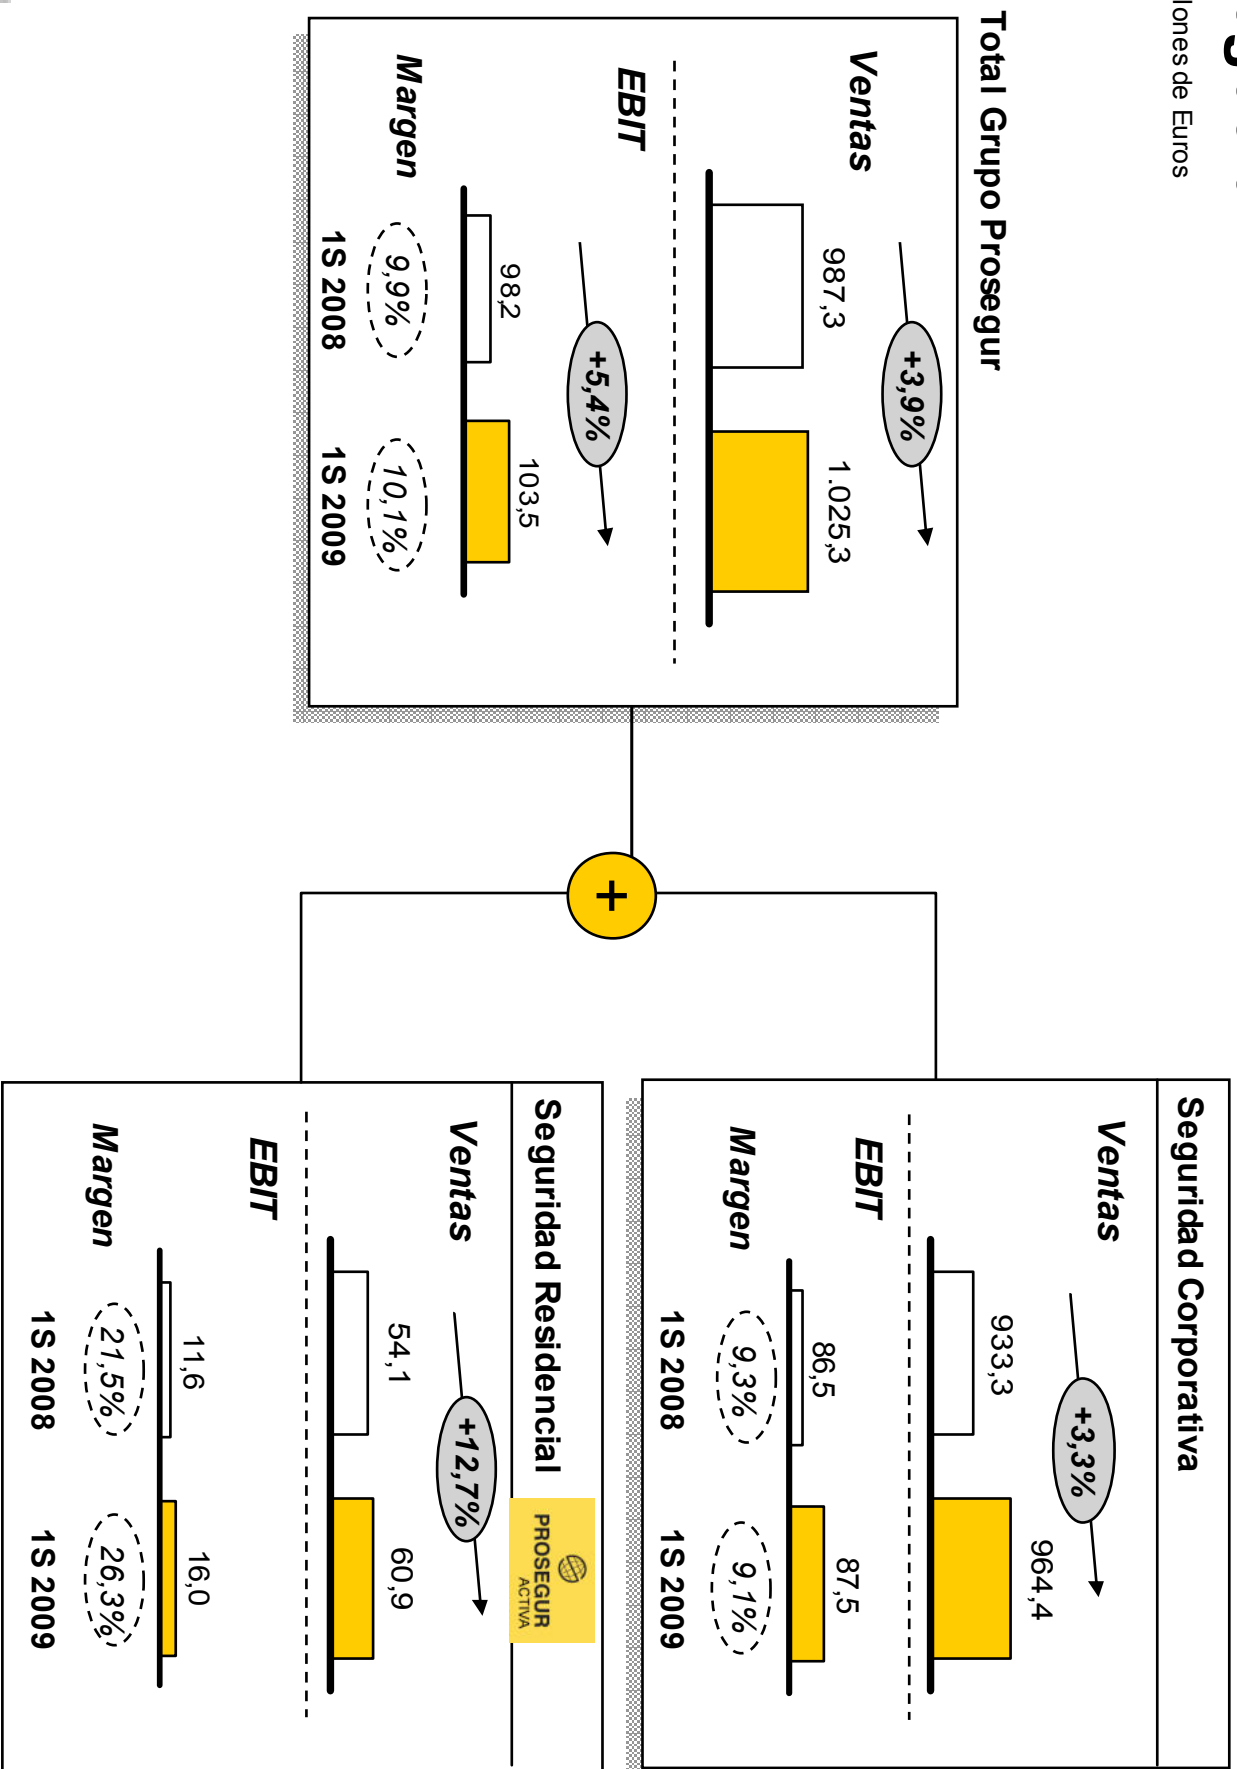 lones de Euros
Total Grupo Prosegur
Ventas
+3,9%
987,3
1.025,3
EBIT
+5,4%
98,2
103,5
Margen
9,9%
10,1%
1S 2008
1S 2009
+
Seguridad Corporativa
Ventas
+3,3%
933,3
964,4
EBIT
86,5
87,5
Margen
9,3%
9,1%
1S 2008
1S 2009
Seguridad Residencial
PROSEGUR
ACTIVA
Ventas
+12,7%
54,1
60,9
EBIT
11,6
16,0
Margen
21,5%
26,3%
1S 2008
1S 2009